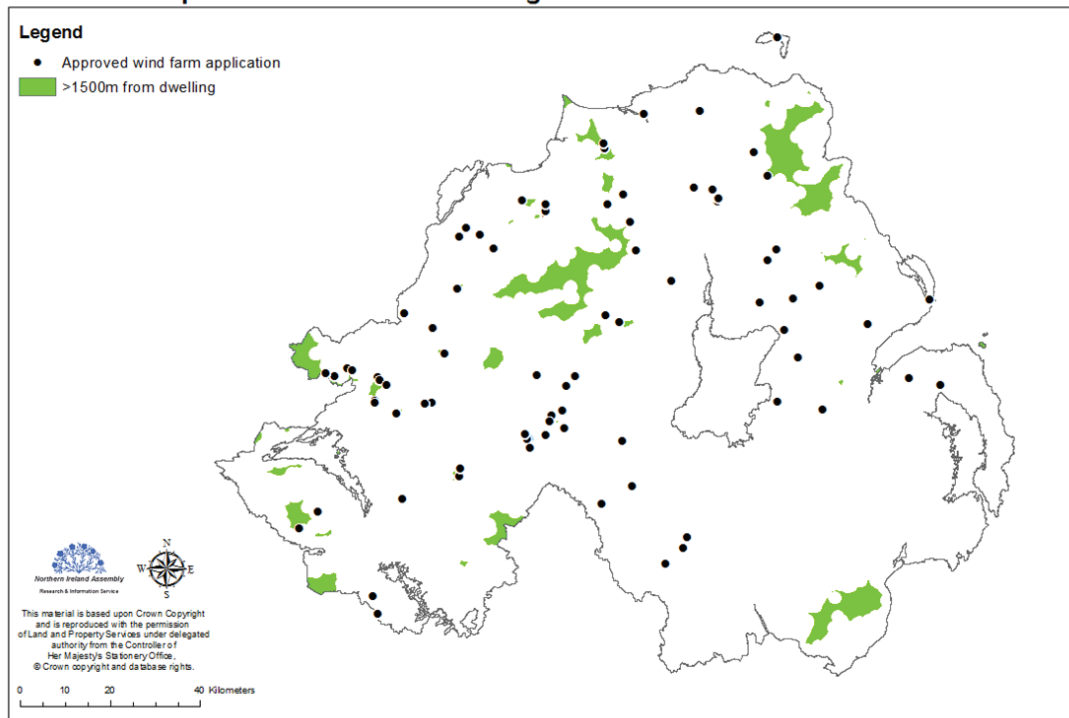 Legend
Approved wind farm application
>1500m from dwelling
N
W E
S
Northern Ireland Assembly
Research & Information Service
This material is based upon Crown Copyright
and is reproduced with the permission
of Land and Property Services under delegated
authority from the Controller of
Her Majesty's Stationery Office,
© Crown copyright and database rights.
0 10 20 40 Kilometers